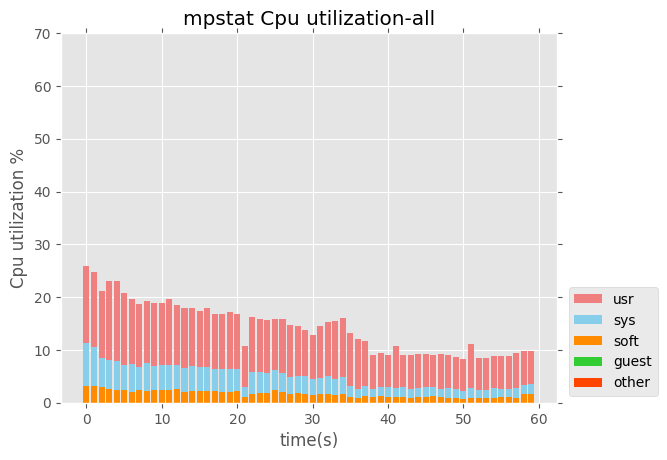 mpstat Cpu utilization-all
70
60
50
40
30
20
10
0
Cpu utilization %
0 10 20 30 40 50 60
time(s)
usr
sys
soft
guest
other